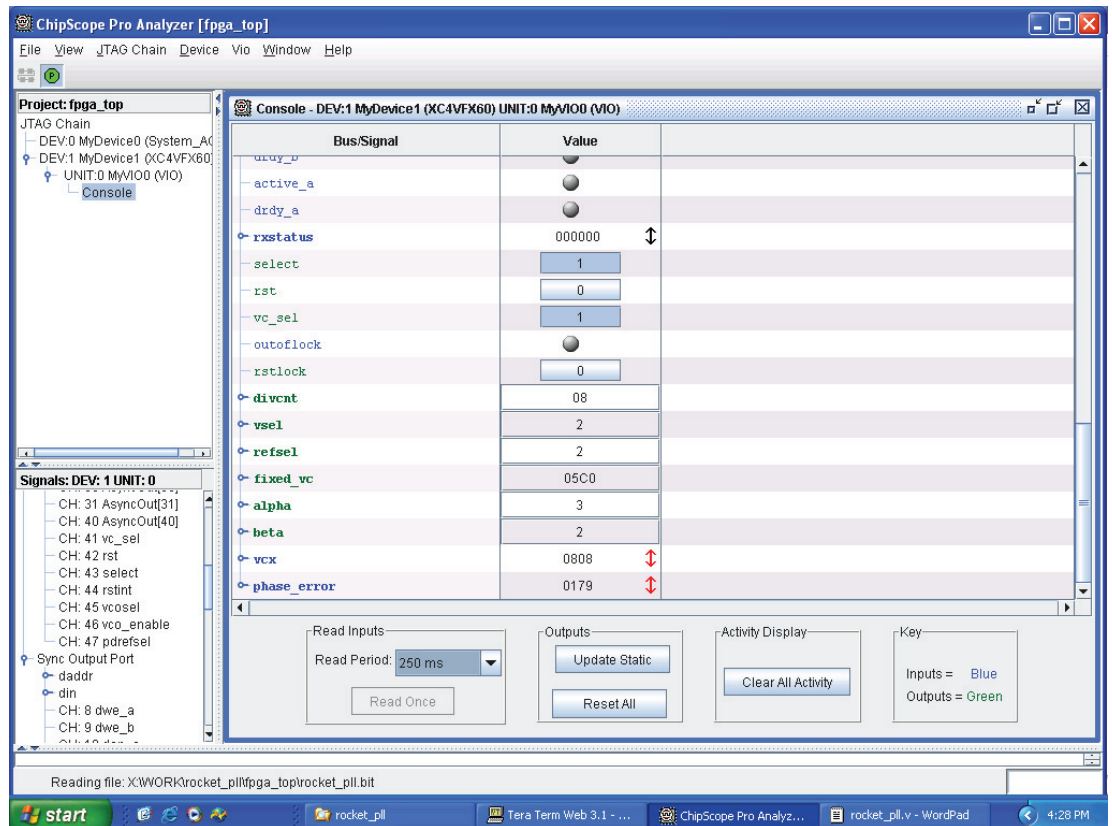 ChipScope Pro Analyzer [fpga_top]
File View JTAG Chain Device Vio Window Help
P
Project: fpga_top
JTAG Chain
DEV:0 MyDevice0 (System_AC
DEV:1 MyDevice1 (XC4VFX60)
UNIT:0 MyVIO0 (VIO)
Console
Signals: DEV: 1 UNIT: 0
CH: 31 AsyncOut[31]
CH: 40 AsyncOut[40]
CH: 41 vc_sel
CH: 42 rst
CH: 43 select
CH: 44 rstint
CH: 45 vcosel
CH: 46 vco_enable
CH: 47 pdrefsel
Sync Output Port
daddr
din
CH: 8 dwe_a
CH: 9 dwe_b
Console - DEV:1 MyDevice1 (XC4VFX60) UNIT:0 MyVIO0 (VIO)
Bus/Signal Value
drdy_b
active_a
drdy_a
rxstatus 000000
select 1
rst 0
vc_sel 1
outoflock
rstlock 0
divcnt 08
vsel 2
refsel 2
fixed_vc 05C0
alpha 3
beta 2
vcx 0808
phase_error 0179
Read Inputs
Read Period: 250 ms
Read Once
Outputs
Update Static
Reset All
Activity Display
Clear All Activity
Key
Inputs = Blue
Outputs = Green
Reading file: X:\WORK\rocket_pll\fpga_top\rocket_pll.bit
start rocket_pll Tera Term Web 3.1 - ... ChipScope Pro Analyz... rocket_pll.v - WordPad 4:28 PM